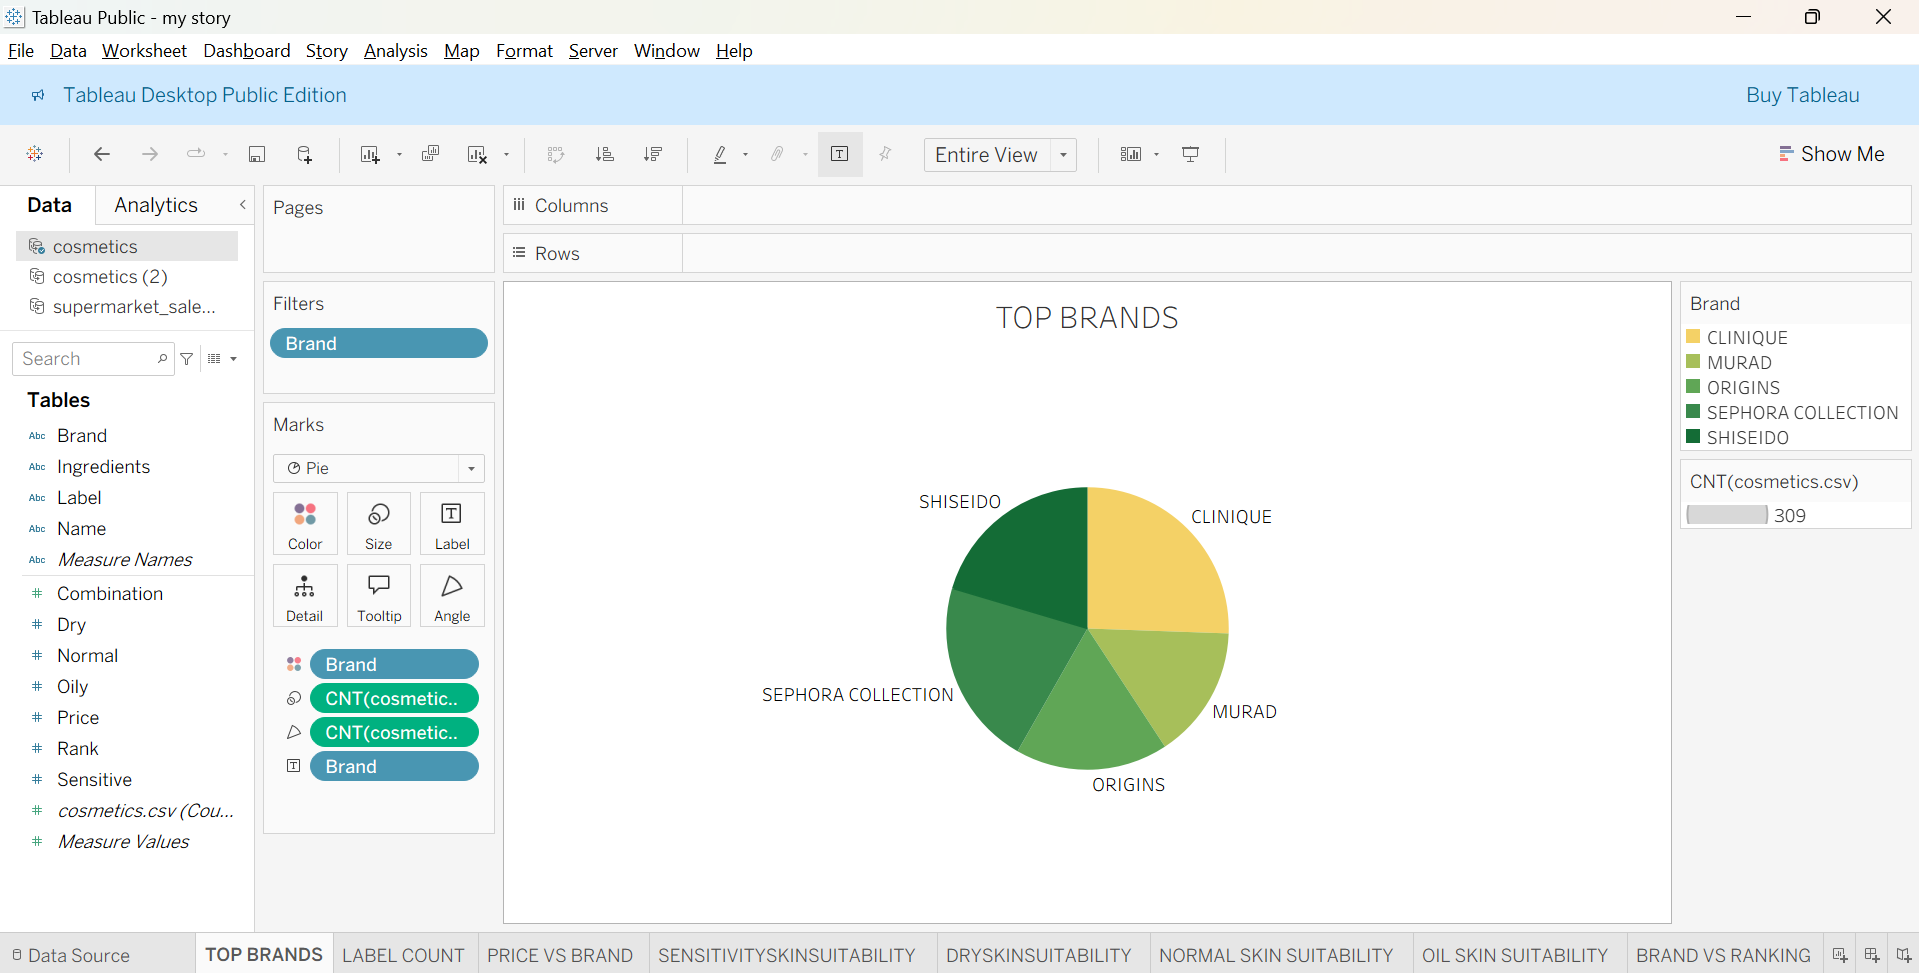 Tableau Public - my story
File Data Worksheet Dashboard Story Analysis Map Format Server Window Help
Tableau Desktop Public Edition
Buy Tableau
Entire View
Show Me
Data Analytics
cosmetics
cosmetics (2)
supermarket_sale...
Search
Tables
Abc Brand
Abc Ingredients
Abc Label
Abc Name
Abc Measure Names
# Combination
# Dry
# Normal
# Oily
# Price
# Rank
# Sensitive
# cosmetics.csv (Cou...
# Measure Values
Pages
Filters
Brand
Marks
Pie
Color Size Label
Detail Tooltip Angle
Brand
CNT(cosmetic..
CNT(cosmetic..
Brand
Columns
Rows
TOP BRANDS
SHISEIDO
CLINIQUE
SEPHORA COLLECTION
MURAD
ORIGINS
Brand
CLINIQUE
MURAD
ORIGINS
SEPHORA COLLECTION
SHISEIDO
CNT(cosmetics.csv)
309
Data Source TOP BRANDS LABEL COUNT PRICE VS BRAND SENSITIVITYSKINSUITABILITY DRYSKINSUITABILITY NORMAL SKIN SUITABILITY OIL SKIN SUITABILITY BRAND VS RANKING